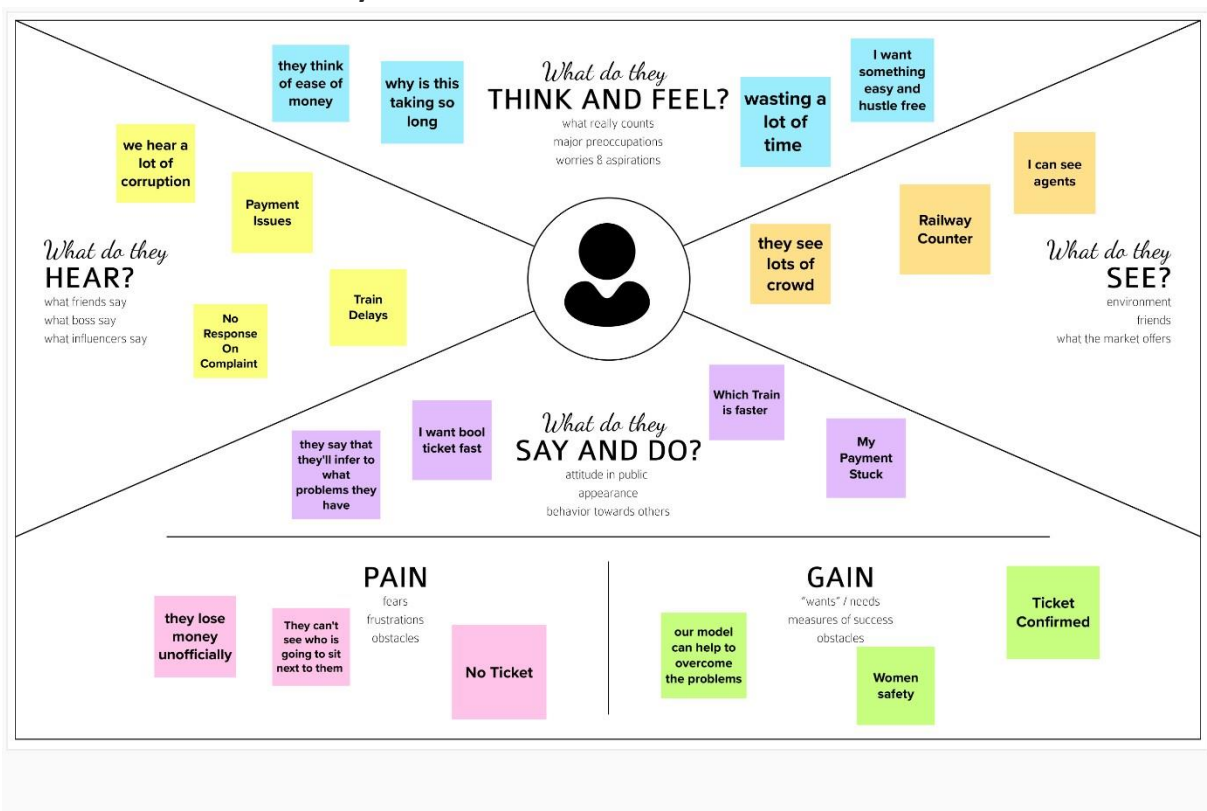 they think
of ease of
money
why is this
taking so
long
What do they
THINK AND FEEL?
what really counts
major preoccupations
worries 8 aspirations
wasting a
lot of
time
I want
something
easy and
hustle free
we hear a
lot of
corruption
Payment
Issues
What do they
HEAR?
what friends say
what boss say
what influencers say
No
Response
On
Complaint
Train
Delays
they see
lots of
crowd
Railway
Counter
I can see
agents
What do they
SEE?
environment
friends
what the market offers
they say that
they'll infer to
what
problems they
have
I want bool
ticket fast
What do they
SAY AND DO?
attitude in public
appearance
behavior towards others
Which Train
is faster
My
Payment
Stuck
PAIN
fears
frustrations
obstacles
they lose
money
unofficially
They can't
see who is
going to sit
next to them
No Ticket
GAIN
"wants" / needs
measures of success
obstacles
our model
can help to
overcome
the problems
Women
safety
Ticket
Confirmed